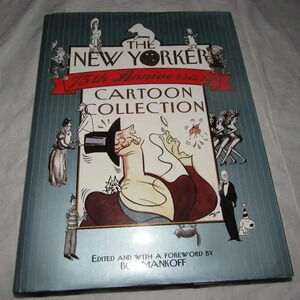 THE
NEW YORKER
75th Anniversary
CARTOON
COLLECTION
EDITED AND WITH A FOREWORD BY
BOB MANKOFF